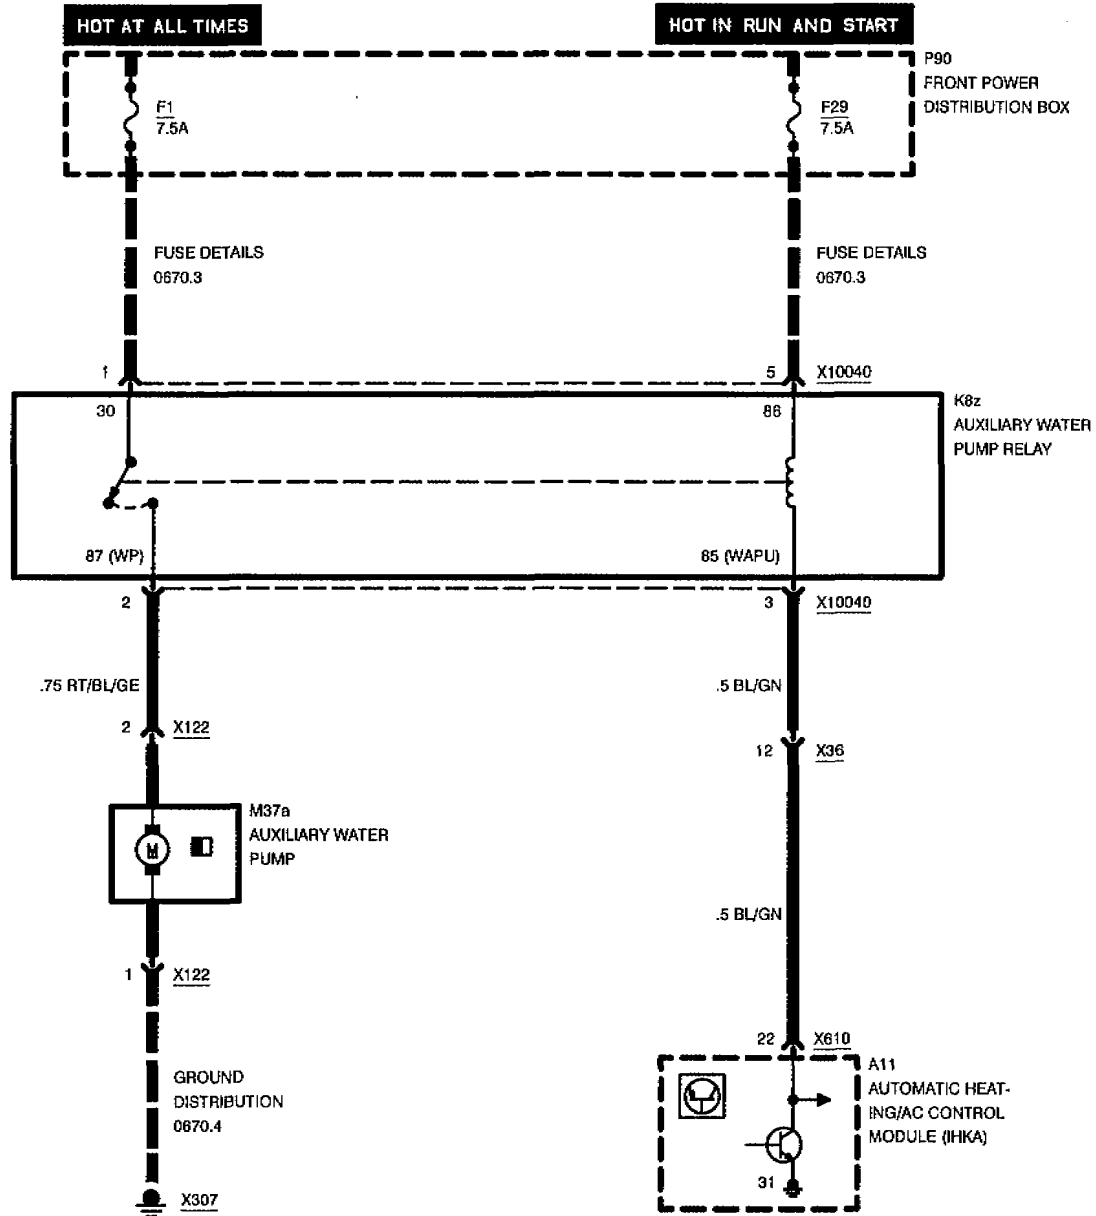 HOT AT ALL TIMES
HOT IN RUN AND START
P90
FRONT POWER
DISTRIBUTION BOX
F1
7.5A
F29
7.5A
FUSE DETAILS
0670.3
FUSE DETAILS
0670.3
1
5
X10040
30
86
K8z
AUXILIARY WATER
PUMP RELAY
87 (WP)
85 (WAPU)
2
3
X10040
.75 RT/BL/GE
.5 BL/GN
2
X122
12
X36
M37a
AUXILIARY WATER
PUMP
M
.5 BL/GN
1
X122
22
X610
A11
AUTOMATIC HEAT-
ING/AC CONTROL
MODULE (IHKA)
GROUND
DISTRIBUTION
0670.4
31
X307